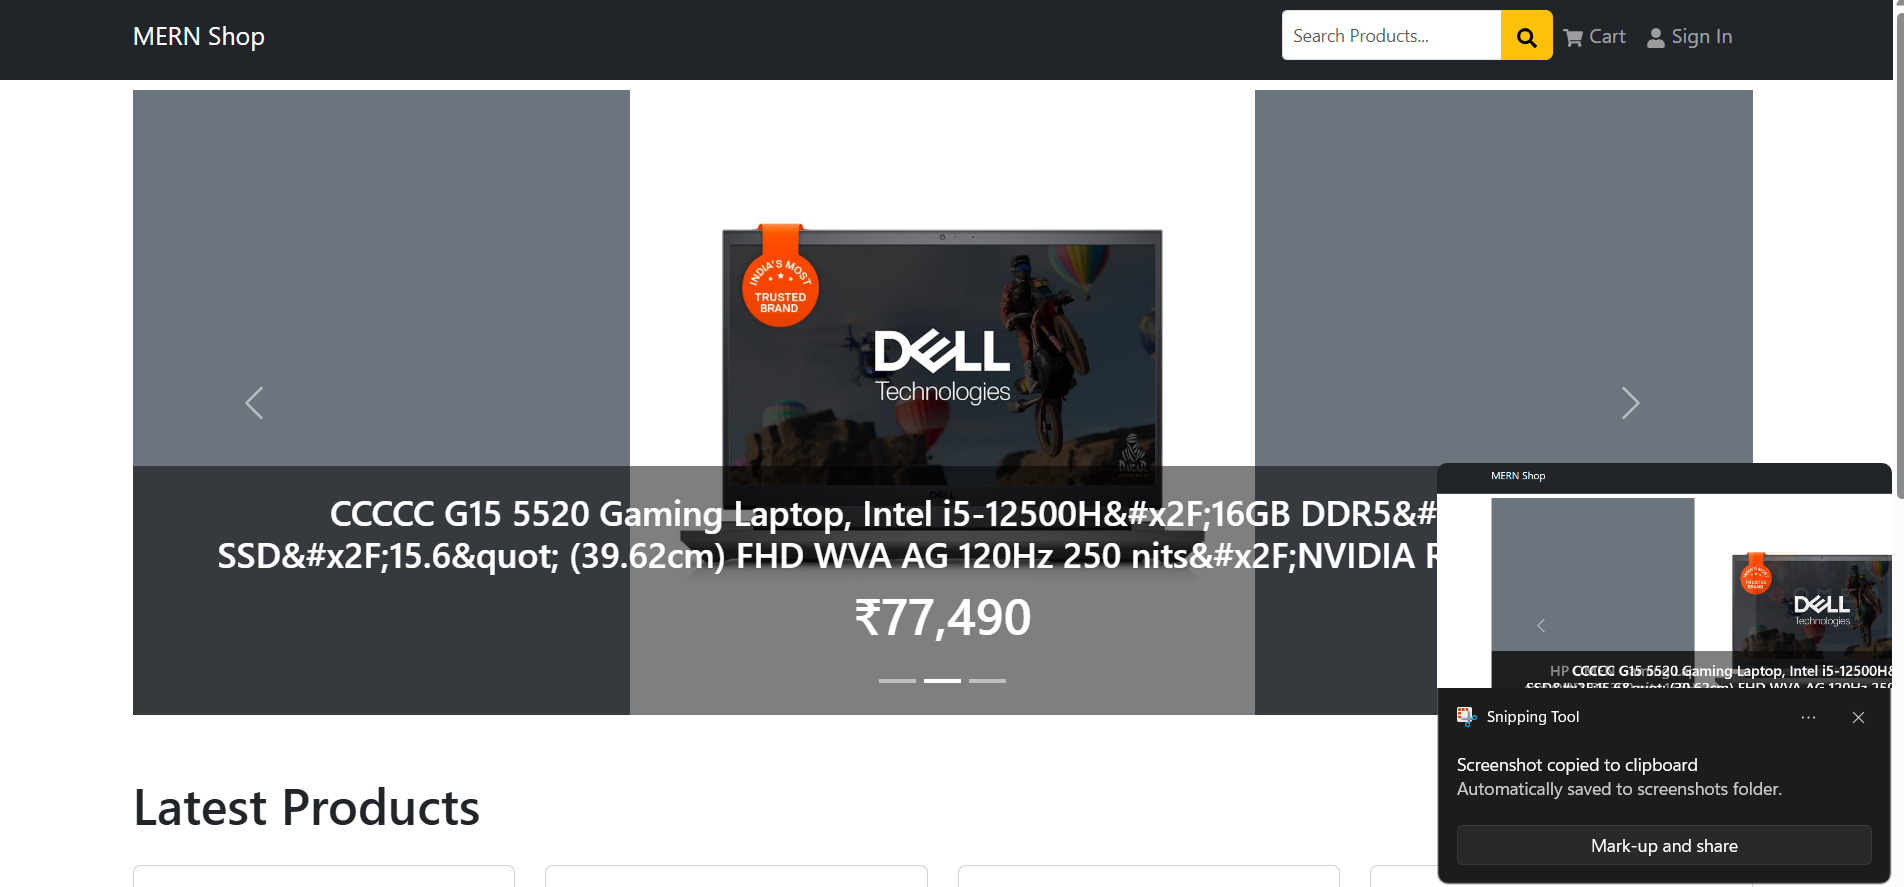 MERN Shop
Search Products...
Cart
Sign In
INDIA'S MOST
TRUSTED
BRAND
DELL
Technologies
DAKAR
CCCCC G15 5520 Gaming Laptop, Intel i5-12500H&#x2F;16GB DDR5&#
SSD&#x2F;15.6&quot; (39.62cm) FHD WVA AG 120Hz 250 nits&#x2F;NVIDIA R
₹77,490
Latest Products
MERN Shop
TRUSTED
BRAND
DELL
Technologies
CCCCC G15 5520 Gaming Laptop, Intel i5-12500H&
Snipping Tool
Screenshot copied to clipboard
Automatically saved to screenshots folder.
Mark-up and share